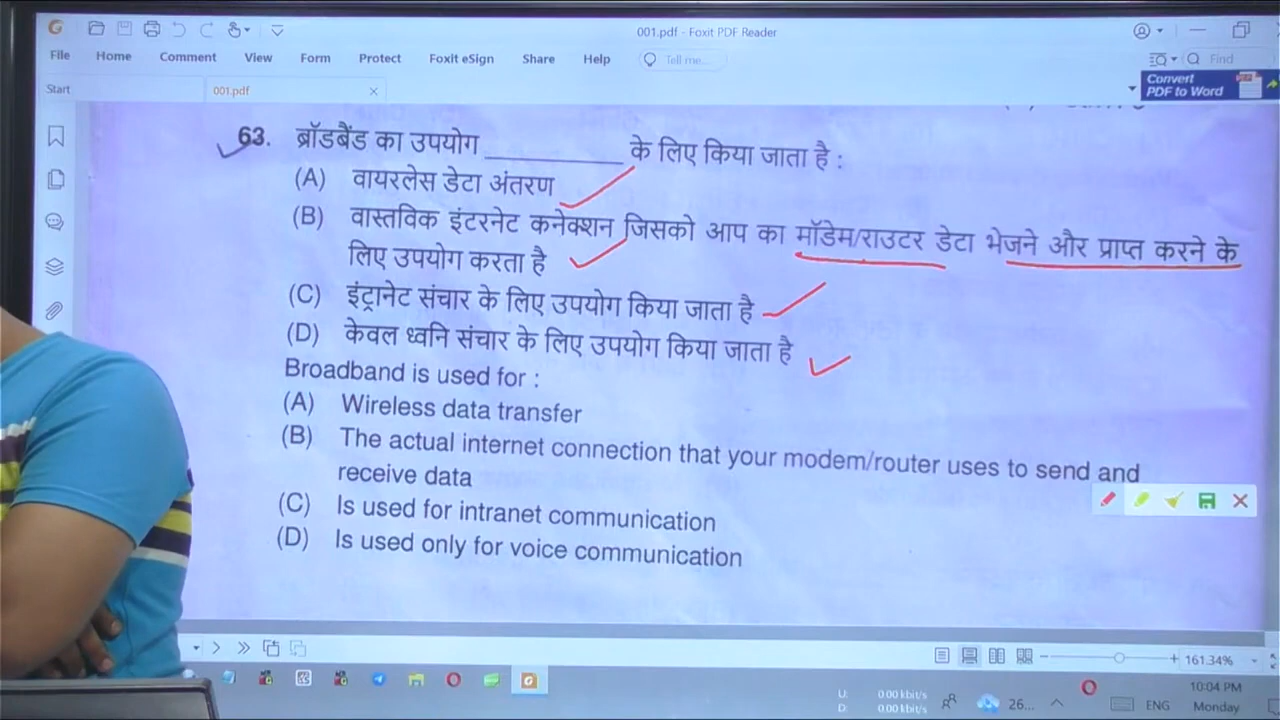 001.pdf - Foxit PDF Reader
File Home Comment View Form Protect Foxit eSign Share Help Tell me... Find
Start 001.pdf
Convert
PDF to Word
63. ब्रॉडबैंड का उपयोग __________ के लिए किया जाता है :
(A) वायरलेस डेटा अंतरण
(B) वास्तविक इंटरनेट कनेक्शन जिसको आप का मॉडेम/राउटर डेटा भेजने और प्राप्त करने के
लिए उपयोग करता है
(C) इंट्रानेट संचार के लिए उपयोग किया जाता है
(D) केवल ध्वनि संचार के लिए उपयोग किया जाता है
Broadband is used for :
(A) Wireless data transfer
(B) The actual internet connection that your modem/router uses to send and
receive data
(C) Is used for intranet communication
(D) Is used only for voice communication
161.34%
U: 0.00 kbit/s
D: 0.00 kbit/s
26... ENG
10:04 PM
Monday